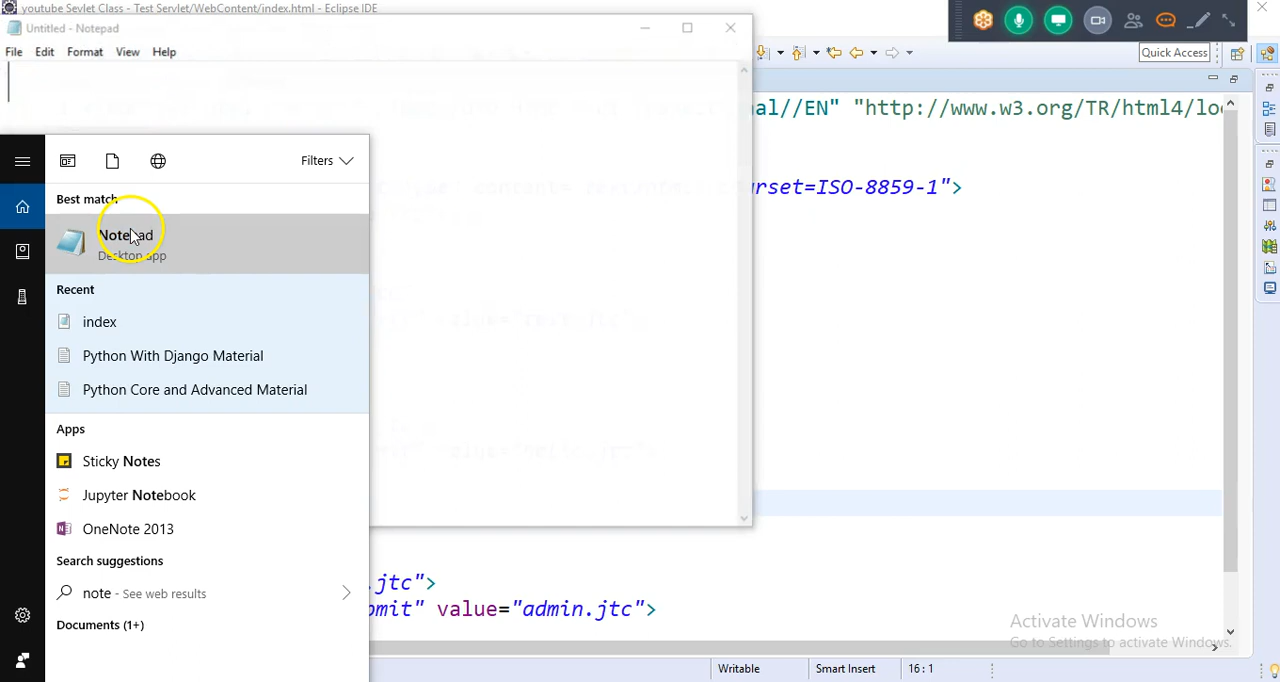 youtube Sevlet Class - Test Servlet/WebContent/index.html - Eclipse IDE
Untitled - Notepad
File Edit Format View Help
Quick Access
al//EN" "http://www.w3.org/TR/html4/loo
Filters
rset=ISO-8859-1">
Best match
Notepad
Desktop app
Recent
index
Python With Django Material
Python Core and Advanced Material
Apps
Sticky Notes
Jupyter Notebook
OneNote 2013
Search suggestions
note - See web results
Documents (1+)
.jtc">
bmit" value="admin.jtc">
Activate Windows
Go to Settings to activate Windows.
Writable
Smart Insert
16 : 1